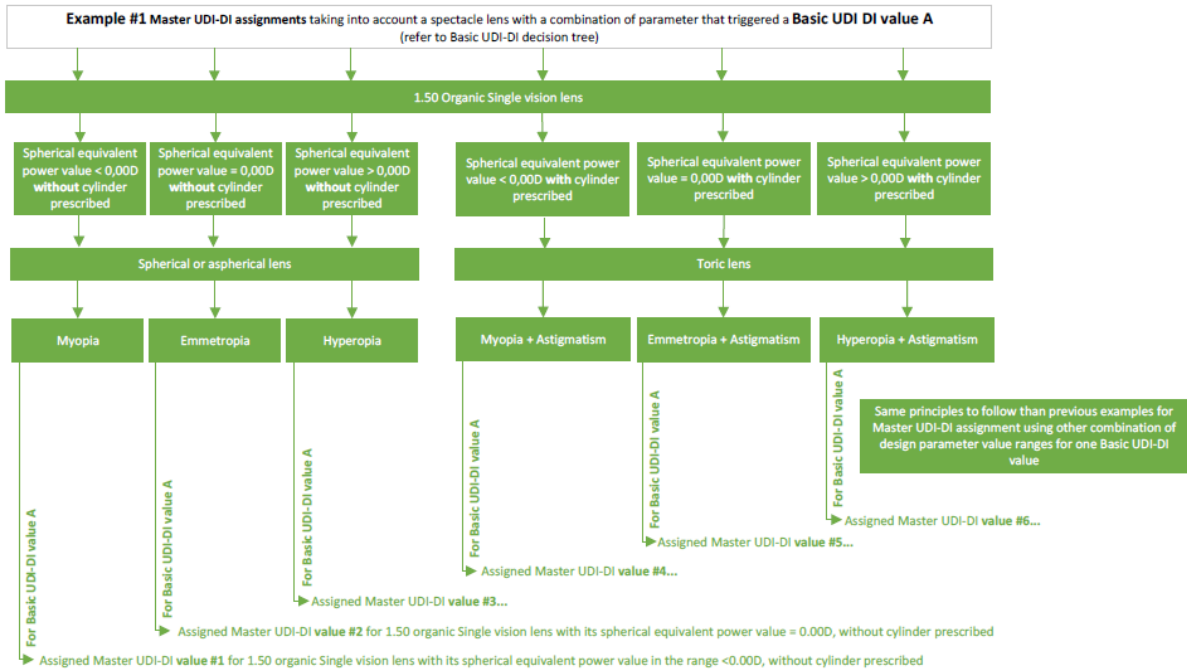 Example #1 Master UDI-DI assignments taking into account a spectacle lens with a combination of parameter that triggered a Basic UDI DI value A
(refer to Basic UDI-DI decision tree)
1.50 Organic Single vision lens
Spherical equivalent
power value < 0,00D
without cylinder
prescribed
Spherical equivalent
power value = 0,00D
without cylinder
prescribed
Spherical equivalent
power value > 0,00D
without cylinder
prescribed
Spherical equivalent power
value < 0,00D with cylinder
prescribed
Spherical equivalent power
value = 0,00D with cylinder
prescribed
Spherical equivalent power
value > 0,00D with cylinder
prescribed
Spherical or aspherical lens
Toric lens
Myopia
Emmetropia
Hyperopia
Myopia + Astigmatism
Emmetropia + Astigmatism
Hyperopia + Astigmatism
For Basic UDI-DI value A
For Basic UDI-DI value A
For Basic UDI-DI value A
For Basic UDI-DI value A
For Basic UDI-DI value A
For Basic UDI-DI value A
Same principles to follow than previous examples for
Master UDI-DI assignment using other combination of
design parameter value ranges for one Basic UDI-DI
value
Assigned Master UDI-DI value #6...
Assigned Master UDI-DI value #5...
Assigned Master UDI-DI value #4...
Assigned Master UDI-DI value #3...
Assigned Master UDI-DI value #2 for 1.50 organic Single vision lens with its spherical equivalent power value = 0.00D, without cylinder prescribed
Assigned Master UDI-DI value #1 for 1.50 organic Single vision lens with its spherical equivalent power value in the range <0.00D, without cylinder prescribed